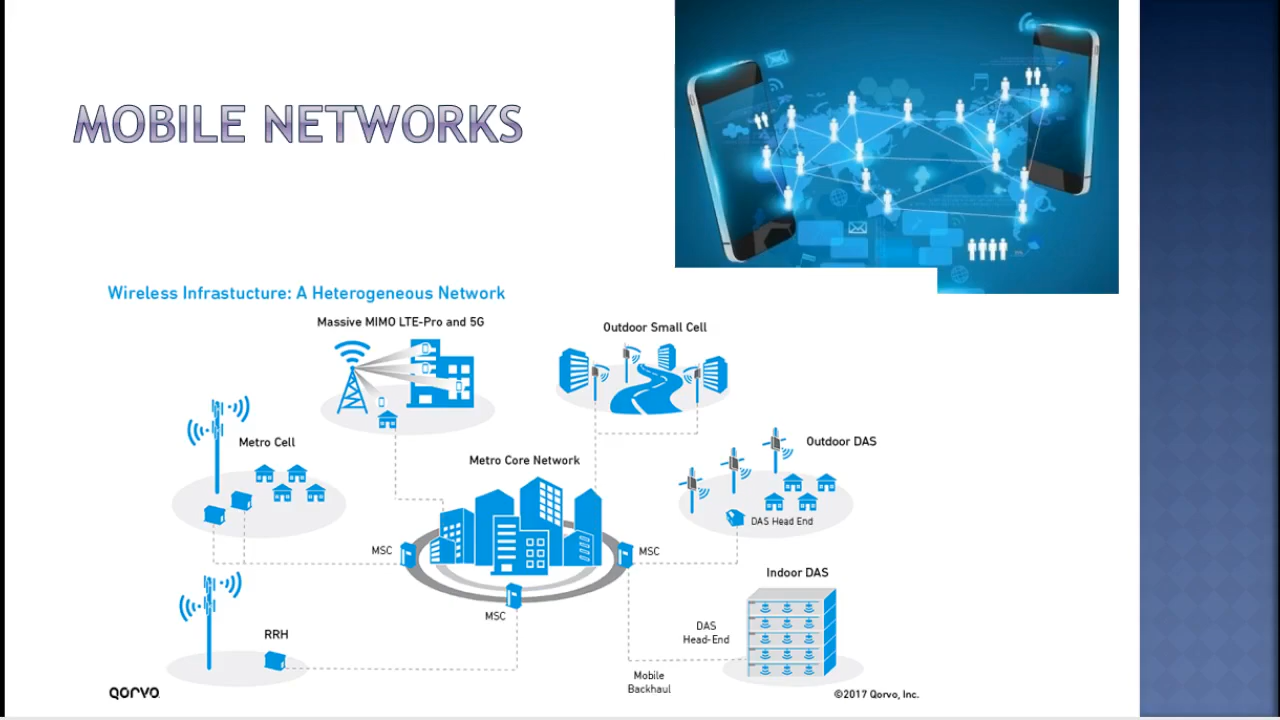 MOBILE NETWORKS
Wireless Infrastucture: A Heterogeneous Network
Massive MIMO LTE-Pro and 5G
Outdoor Small Cell
Metro Cell
Outdoor DAS
Metro Core Network
DAS Head End
MSC
MSC
Indoor DAS
MSC
DAS
Head-End
RRH
Mobile
Backhaul
QORVO
©2017 Qorvo, Inc.